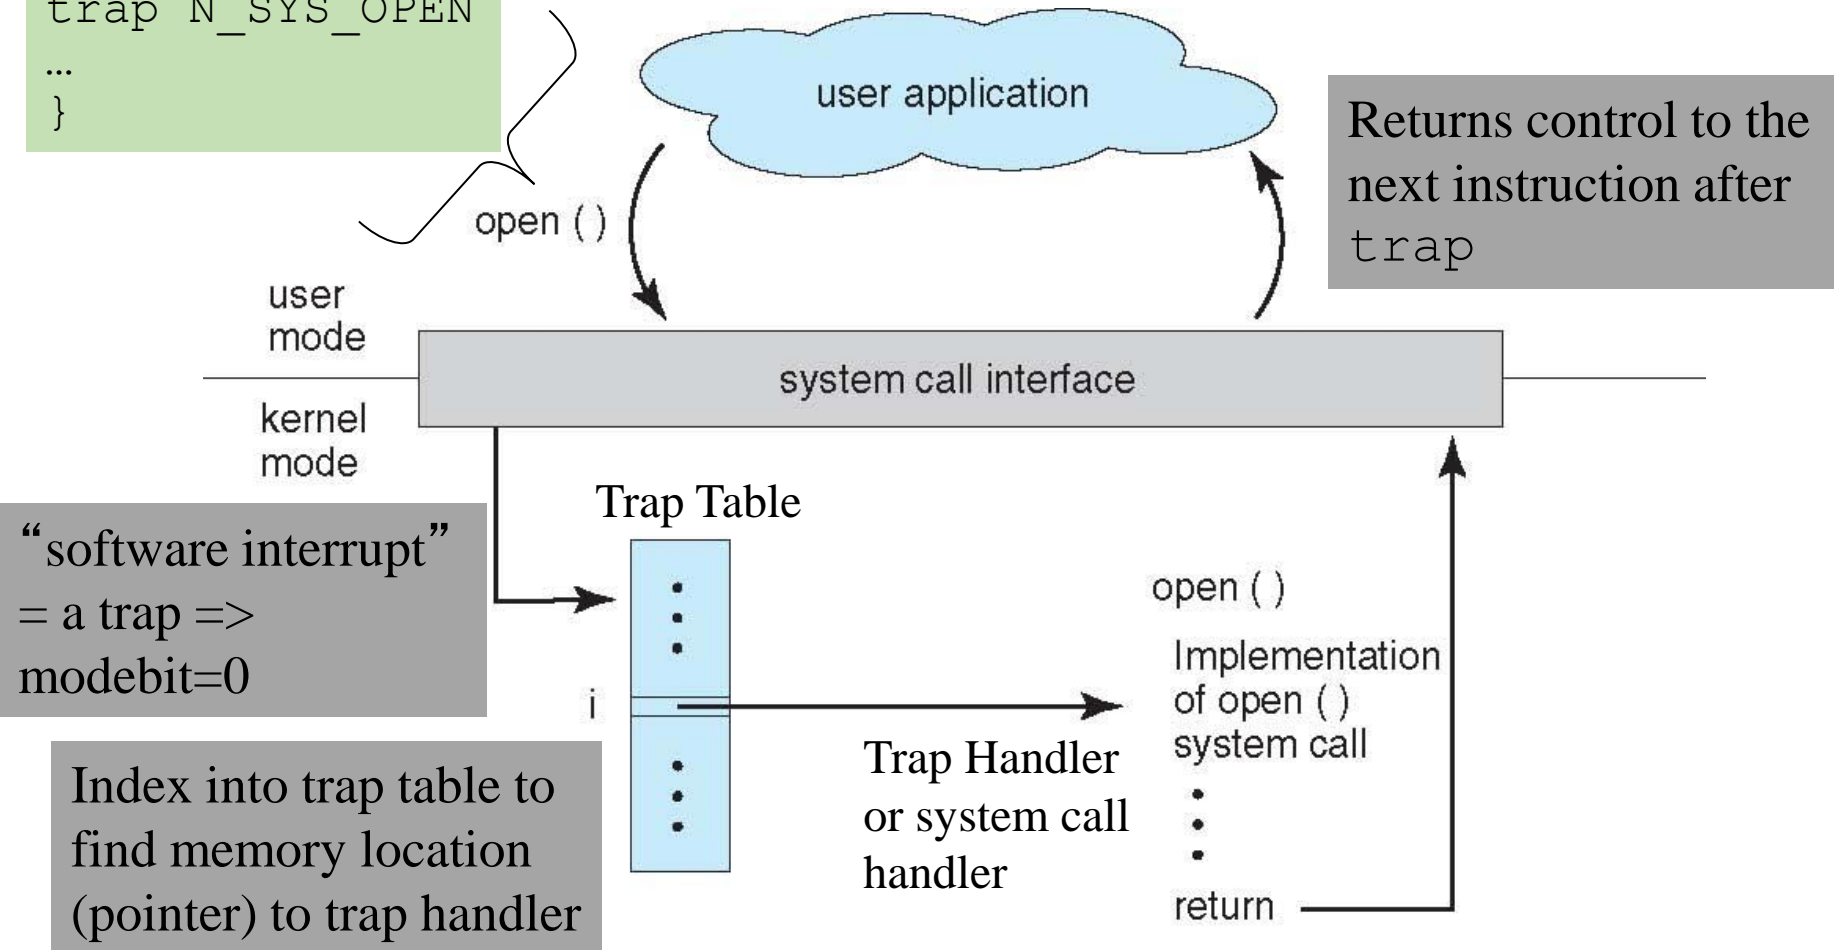 trap N_SYS_OPEN
…
}
user application
Returns control to the
next instruction after
trap
open ( )
user
mode
system call interface
kernel
mode
Trap Table
“software interrupt”
= a trap =>
modebit=0
open ( )
Implementation
of open ( )
system call
i
Trap Handler
or system call
handler
Index into trap table to
find memory location
(pointer) to trap handler
return